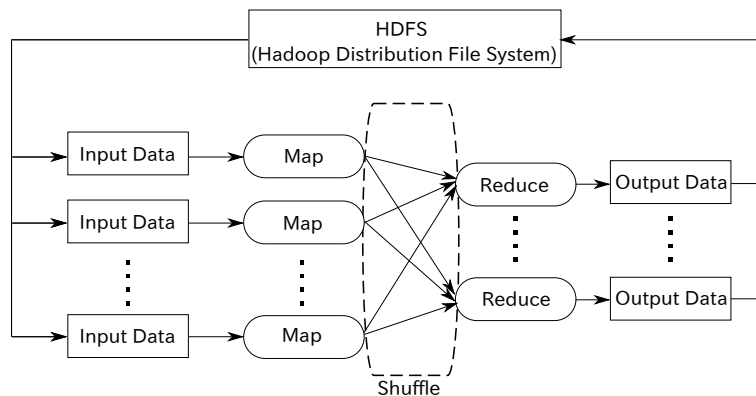 HDFS
(Hadoop Distribution File System)
Input Data
Map
Reduce
Output Data
Input Data
Map
Input Data
Map
Reduce
Output Data
Shuffle